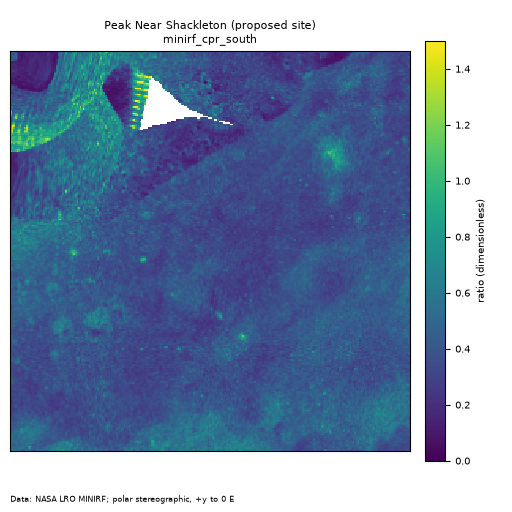 Peak Near Shackleton (proposed site)
minirf_cpr_south
1.4
1.2
1.0
0.8
0.6
0.4
0.2
0.0
ratio (dimensionless)
Data: NASA LRO MINIRF; polar stereographic, +y to 0 E